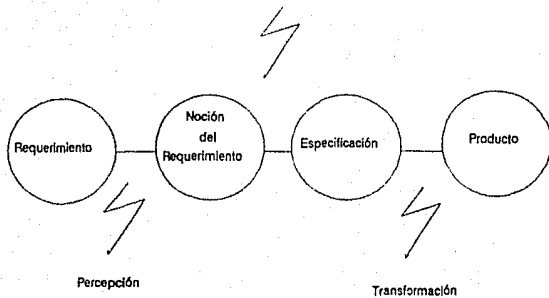 Requerimiento
Noción
del
Requerimiento
Especificación
Producto
Percepción
Transformación